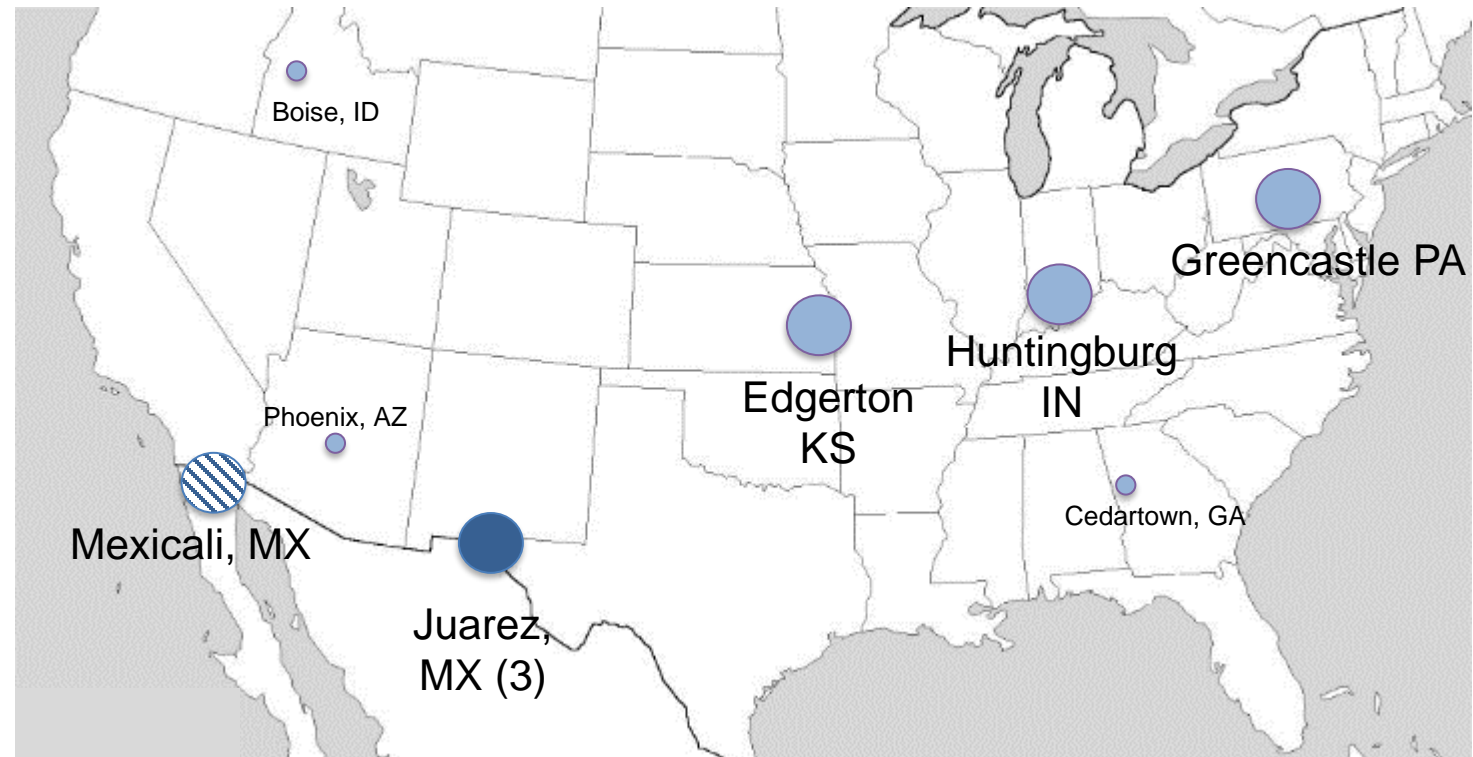 Boise, ID
Greencastle PA
Huntingburg
IN
Edgerton
KS
Phoenix, AZ
Cedartown, GA
Mexicali, MX
Juarez,
MX (3)